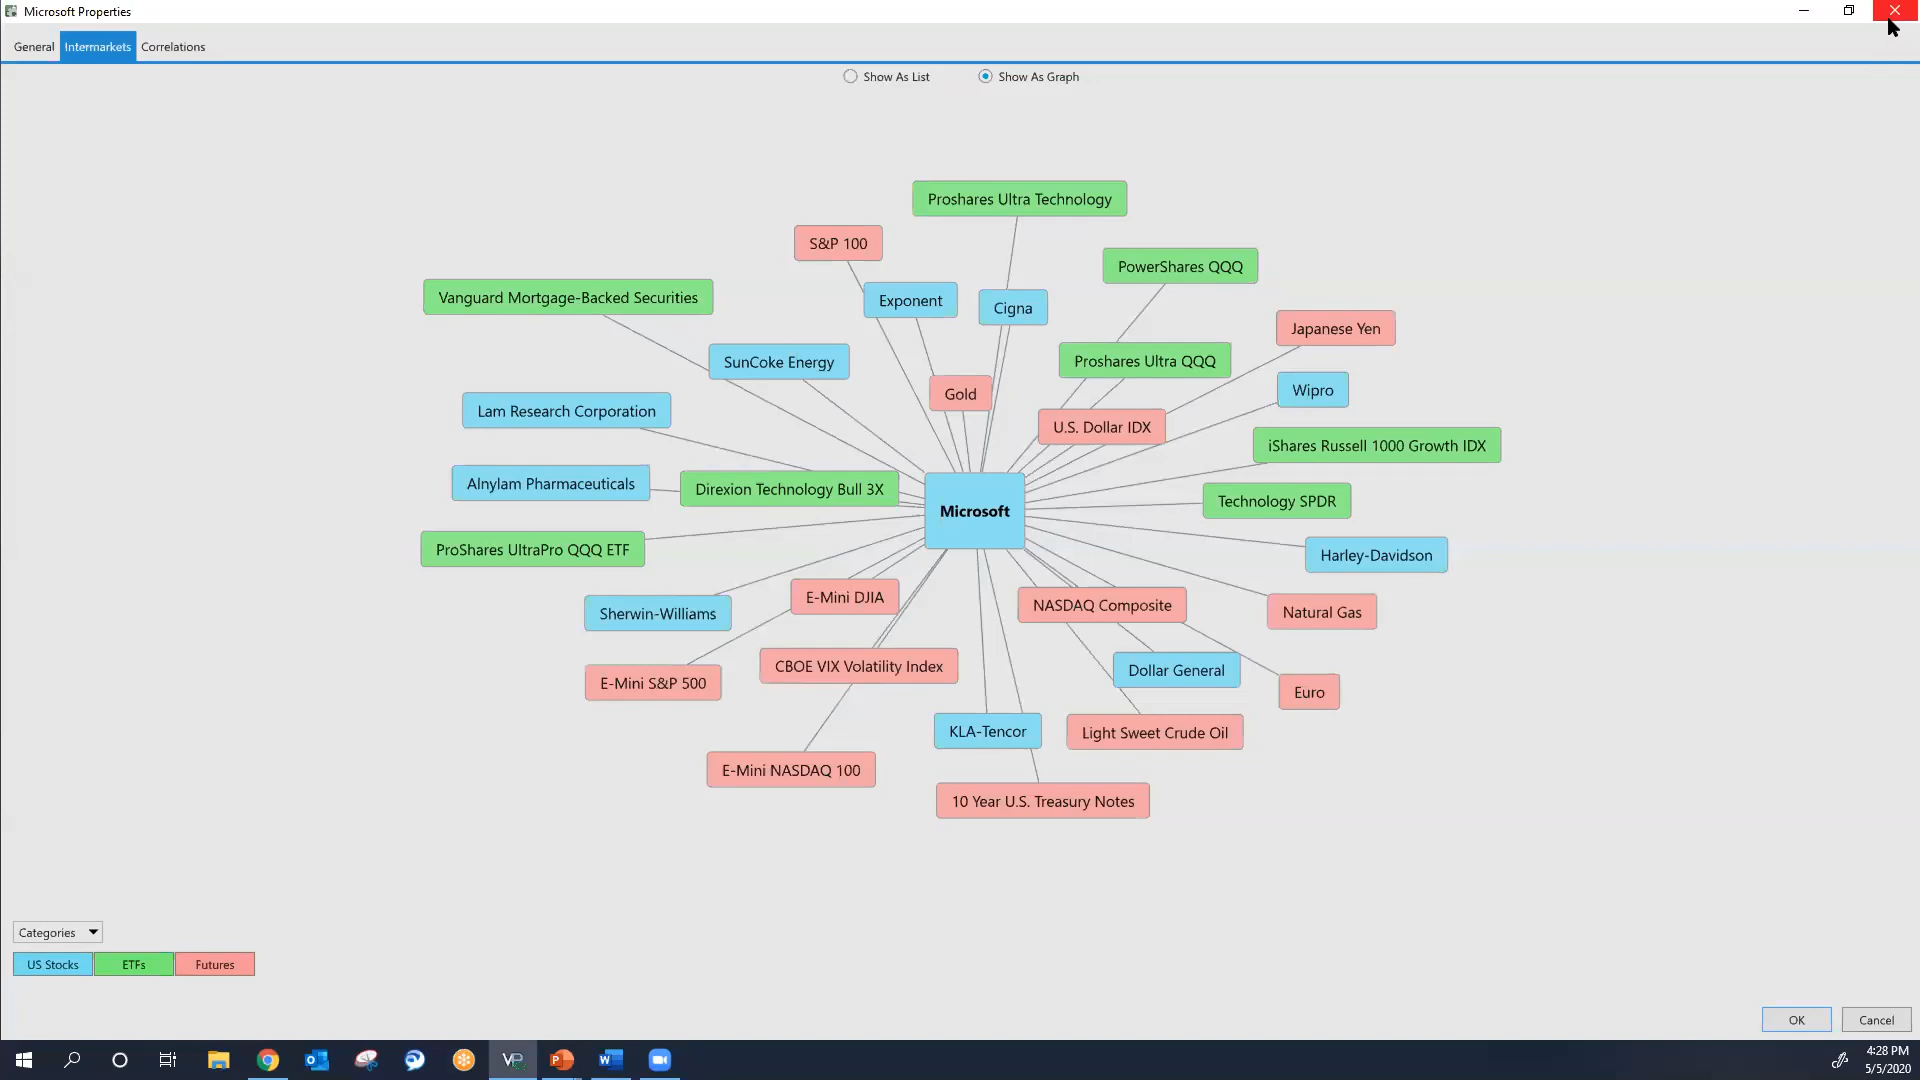 Microsoft Properties
General
Intermarkets
Correlations
Show As List
Show As Graph
Proshares Ultra Technology
S&P 100
PowerShares QQQ
Vanguard Mortgage-Backed Securities
Exponent
Cigna
Japanese Yen
SunCoke Energy
Proshares Ultra QQQ
Gold
Wipro
Lam Research Corporation
U.S. Dollar IDX
iShares Russell 1000 Growth IDX
Alnylam Pharmaceuticals
Direxion Technology Bull 3X
Microsoft
Technology SPDR
ProShares UltraPro QQQ ETF
Harley-Davidson
Sherwin-Williams
E-Mini DJIA
NASDAQ Composite
Natural Gas
E-Mini S&P 500
CBOE VIX Volatility Index
Dollar General
Euro
KLA-Tencor
Light Sweet Crude Oil
E-Mini NASDAQ 100
10 Year U.S. Treasury Notes
Categories
US Stocks
ETFs
Futures
OK
Cancel
4:28 PM
5/5/2020